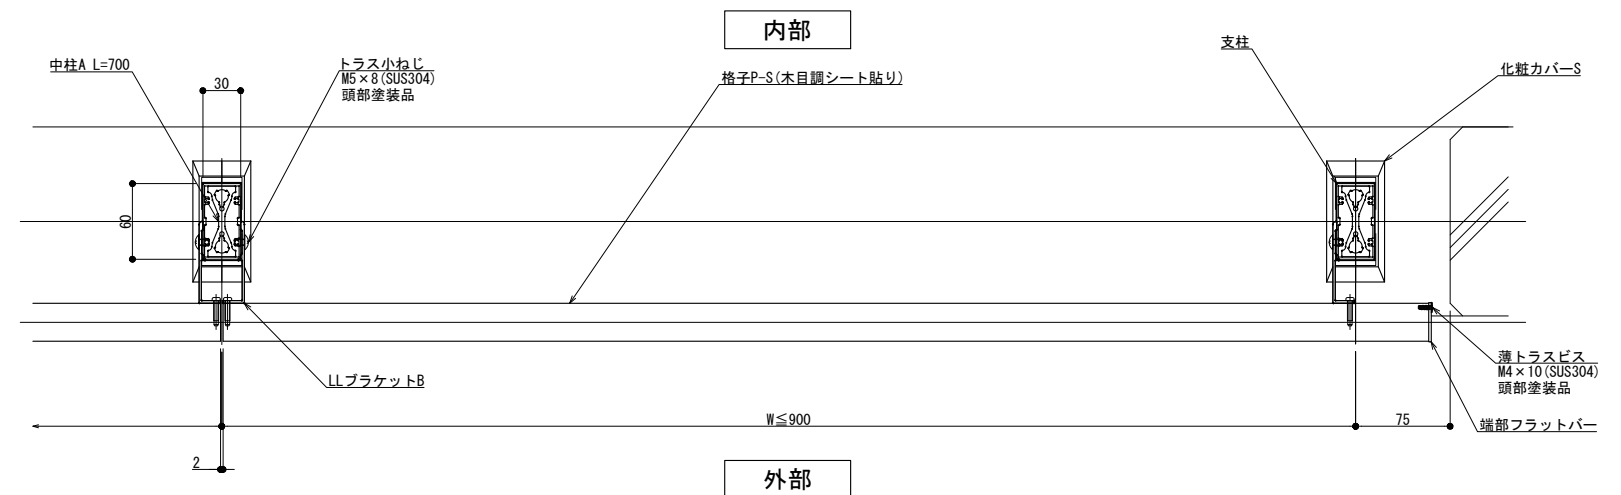 内部
支柱
中柱A L=700
トラス小ねじ
M5×8(SUS304)
頭部塗装品
格子P-S(木目調シート貼り)
化粧カバーS
30
60
LLブラケットB
薄トラスビス
M4×10(SUS304)
頭部塗装品
W≦900
75
端部フラットバー
2
外部